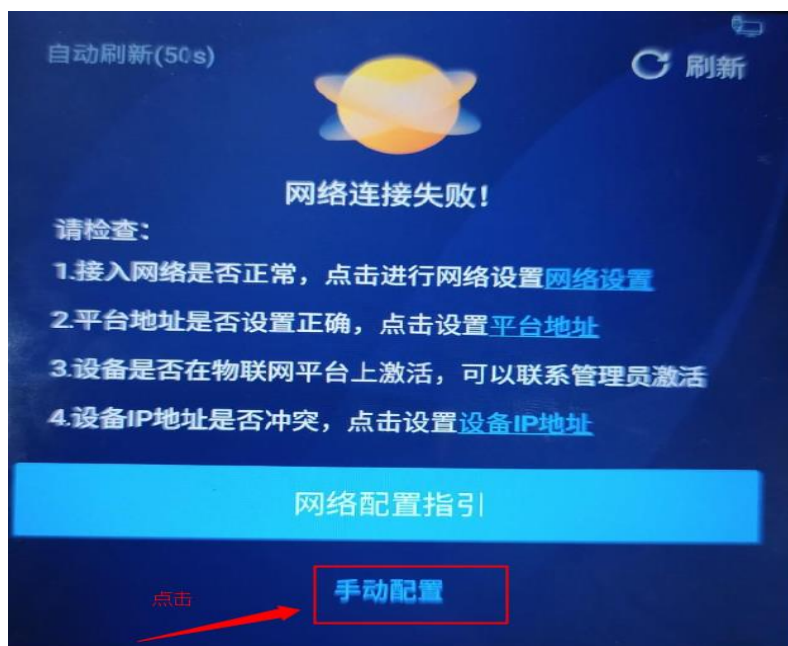 自动刷新(50s)
刷新
网络连接失败!
请检查:
1.接入网络是否正常，点击进行网络设置网络设置
2.平台地址是否设置正确，点击设置平台地址
3.设备是否在物联网平台上激活，可以联系管理员激活
4.设备IP地址是否冲突，点击设置设备IP地址
网络配置指引
手动配置
点击